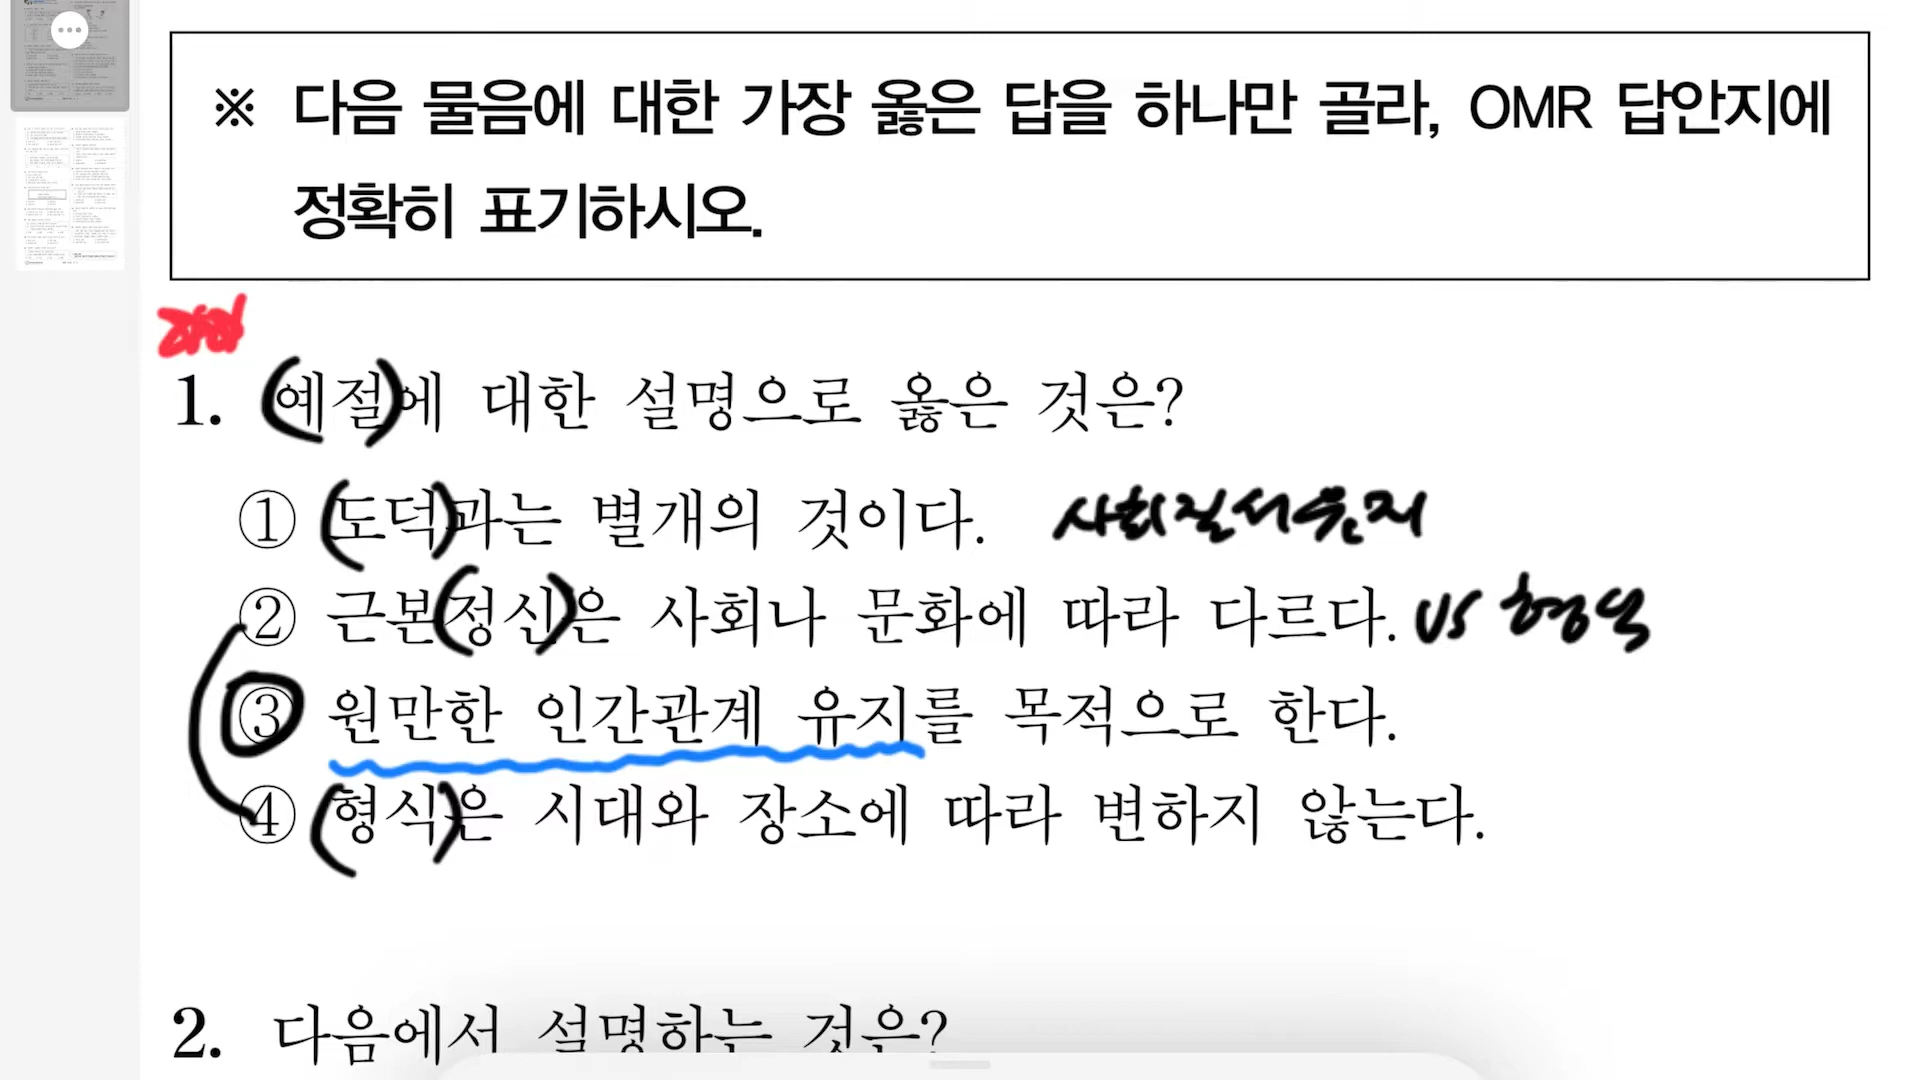 ※ 다음 물음에 대한 가장 옳은 답을 하나만 골라, OMR 답안지에
정확히 표기하시오.
1. (예절)에 대한 설명으로 옳은 것은?
① (도덕)과는 별개의 것이다. 사회질서유지
② 근본(정신)은 사회나 문화에 따라 다르다. VS 형식
③ 원만한 인간관계 유지를 목적으로 한다.
④ (형식)은 시대와 장소에 따라 변하지 않는다.
2. 다음에서 설명하는 것은?